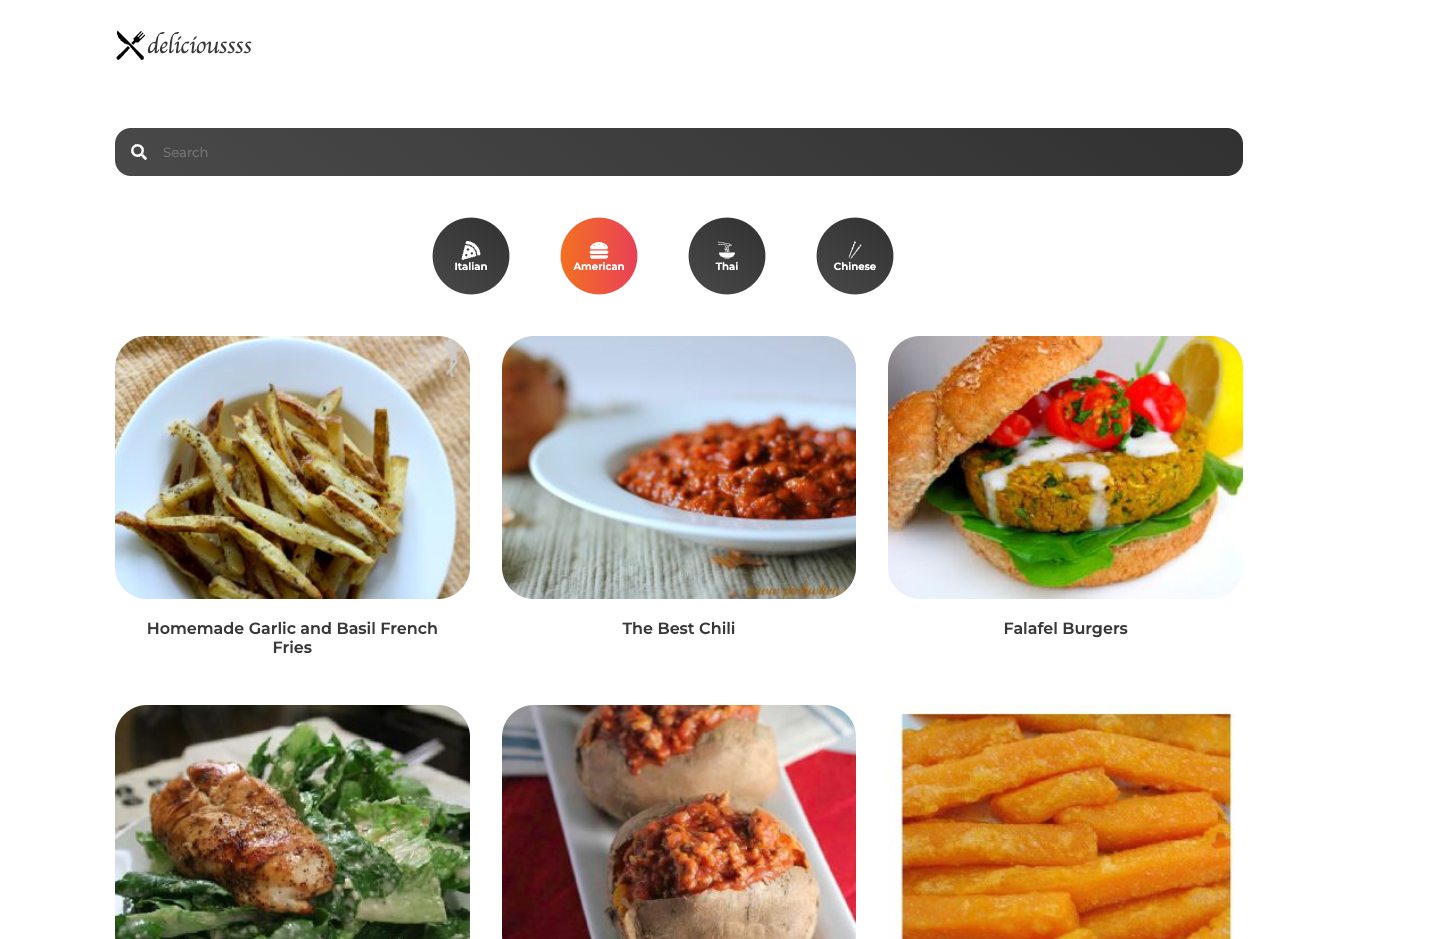 deliciousss
Search
Italian
American
Thai
Chinese
Homemade Garlic and Basil French
Fries
The Best Chili
Falafel Burgers